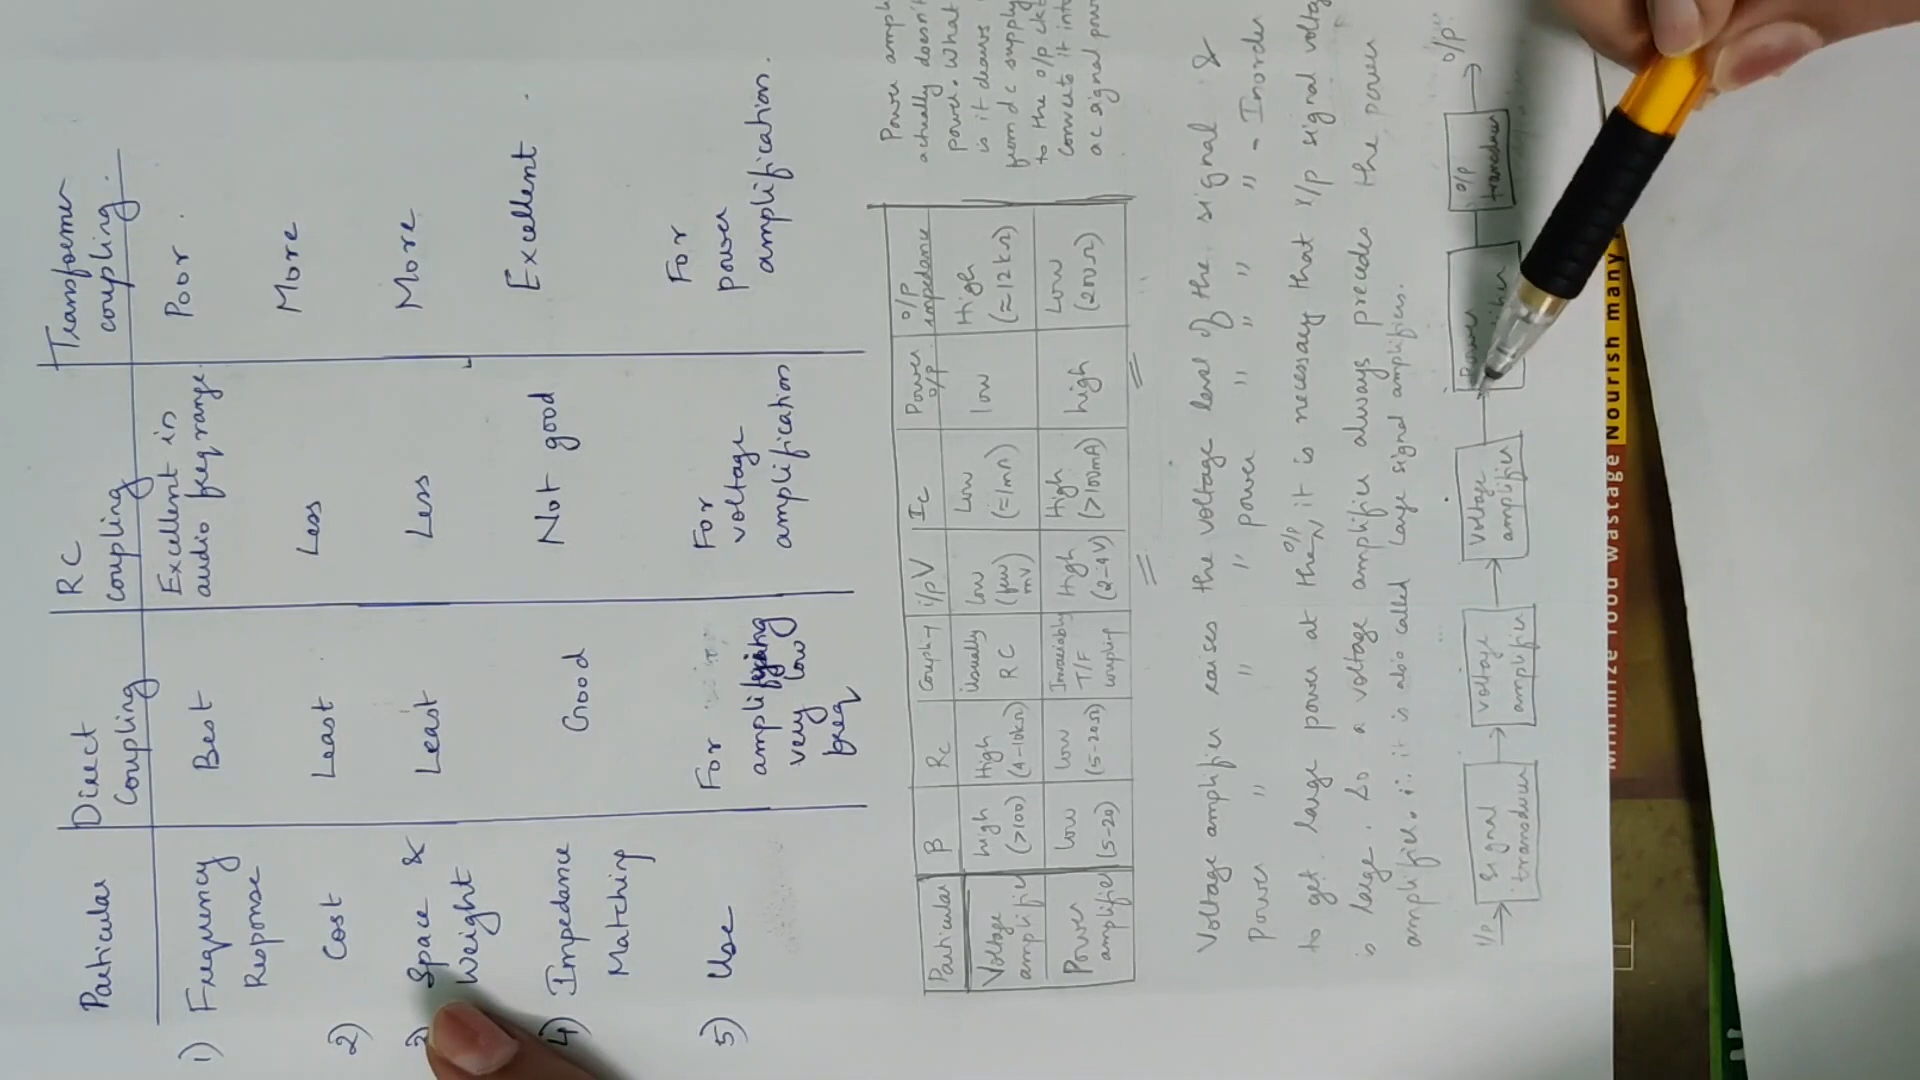 Particular Direct Coupling RC Coupling Transformer coupling.
1) Frequency Response Best Excellent in audio freq range. Poor.
2) Cost Least Less More
3) Space & Weight Least Less More
4) Impedance Matching Good Not good Excellent.
5) Use For amplifying very low freq For voltage amplification For power amplification.
Particular β Rc Coupling i/p V Ic Power o/p o/p impedance
Voltage amplifier high (>100) High (4-10kΩ) Usually RC low (few mV) Low (≈1mA) low High (≈12kΩ)
Power amplifier low (5-20) low (5-20Ω) Invariably T/F coupling High (2-4V) High (>100mA) high Low (200Ω)
Power ampl
actually doesn't
power. What
is it draws
from dc supply
to the o/p ckt
converts it into
ac signal pow
Voltage amplifier raises the voltage level of the signal &
power " " " power " " " " - Inorder
to get large power at the o/p, it is necessary that i/p signal volta
is large. So a voltage amplifier always precedes the power
amplifier. ∴ it is also called large signal amplifiers.
i/p signal transducer voltage amplifier voltage amplifier Power o/p transducer o/p
Minimize food wastage Nourish many